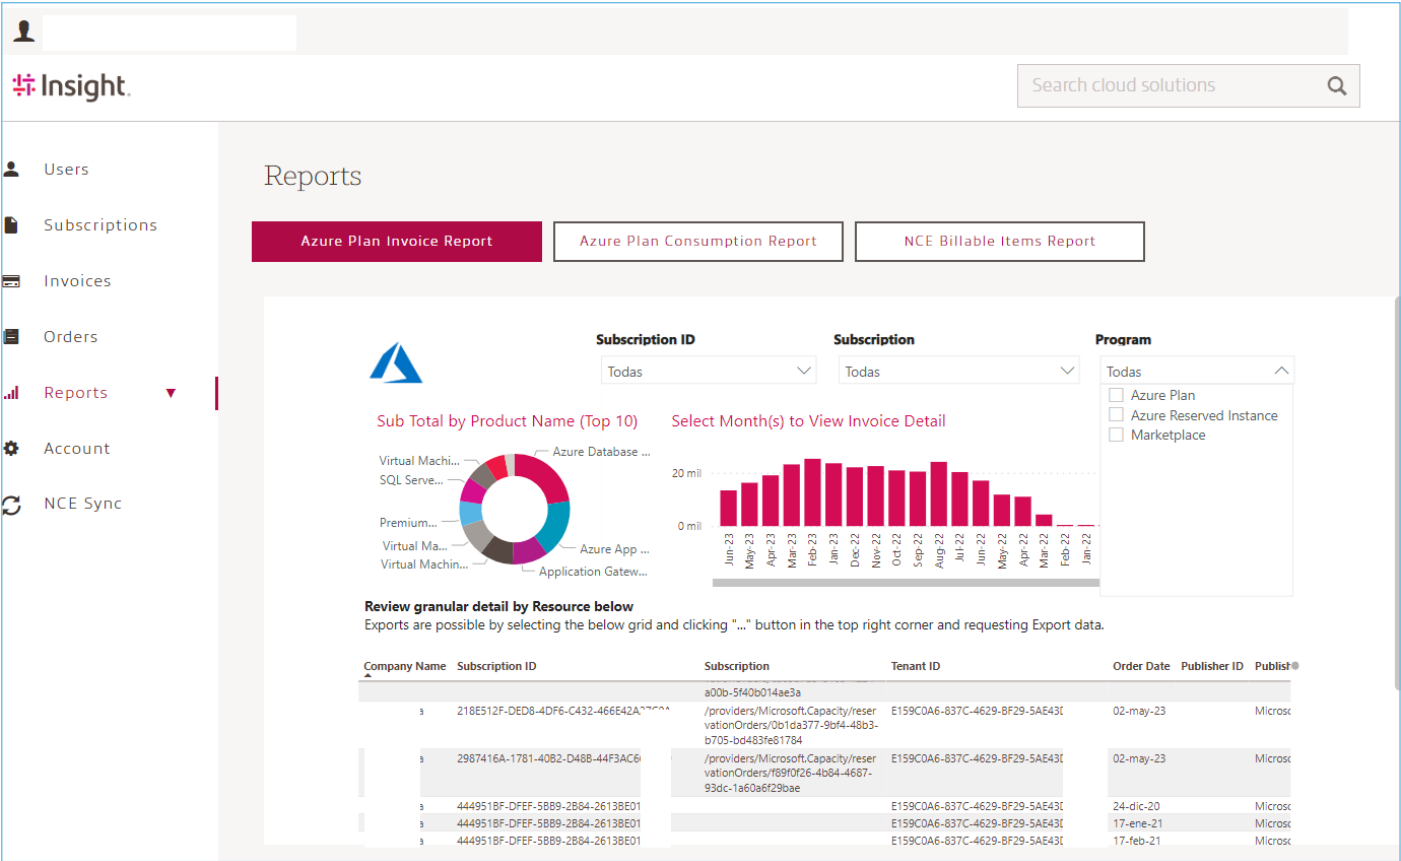 Insight.
Search cloud solutions
Users
Subscriptions
Invoices
Orders
Reports
Account
NCE Sync
Reports
Azure Plan Invoice Report
Azure Plan Consumption Report
NCE Billable Items Report
Subscription ID
Subscription
Program
Todas
Todas
Todas
Azure Plan
Azure Reserved Instance
Marketplace
Sub Total by Product Name (Top 10)
Virtual Machi...
SQL Serve...
Premium...
Virtual Ma...
Virtual Machin...
Azure Database ...
Azure App ...
Application Gatew...
Select Month(s) to View Invoice Detail
20 mil
0 mil
Jun-23
May-23
Apr-23
Mar-23
Feb-23
Jan-23
Dec-22
Nov-22
Oct-22
Sep-22
Aug-22
Jul-22
Jun-22
May-22
Apr-22
Mar-22
Feb-22
Jan-22
Review granular detail by Resource below
Exports are possible by selecting the below grid and clicking "..." button in the top right corner and requesting Export data.
Company Name Subscription ID Subscription Tenant ID Order Date Publisher ID Publish
a00b-5f40b014ae3a
a 218E512F-DED8-4DF6-C432-466E42A /providers/Microsoft.Capacity/reser E159C0A6-837C-4629-BF29-5AE43D 02-may-23 Microsc
vationOrders/0b1da377-9bf4-48b3-
b705-bd483fe81784
a 2987416A-1781-40B2-D48B-44F3AC6 /providers/Microsoft.Capacity/reser E159C0A6-837C-4629-BF29-5AE43D 02-may-23 Microsc
vationOrders/f89f0f26-4b84-4687-
93dc-1a60a6f29bae
a 444951BF-DFEF-5BB9-2B84-2613BE01 E159C0A6-837C-4629-BF29-5AE43D 24-dic-20 Microsc
a 444951BF-DFEF-5BB9-2B84-2613BE01 E159C0A6-837C-4629-BF29-5AE43D 17-ene-21 Microsc
a 444951BF-DFEF-5BB9-2B84-2613BE01 E159C0A6-837C-4629-BF29-5AE43D 17-feb-21 Microsc